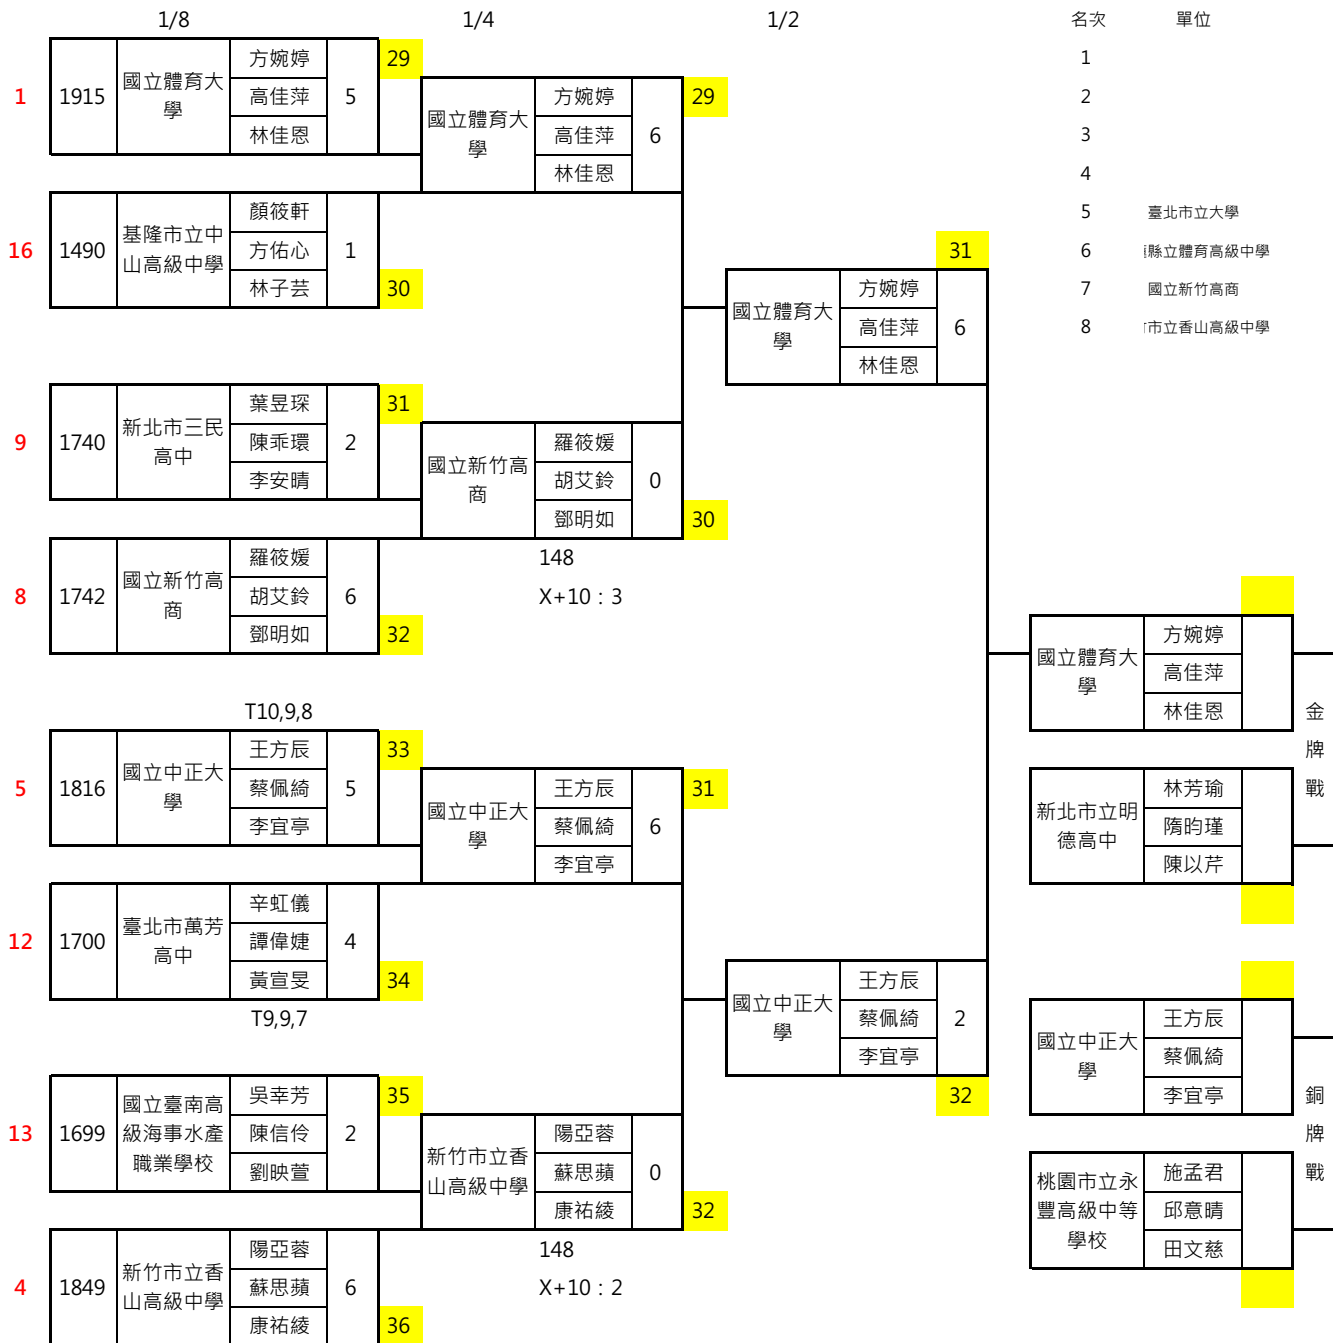 1/8 1/4 1/2 名次 單位
方婉婷 29 1
1 1915 國立體育大學 高佳萍 5 方婉婷 29 2
林佳恩 國立體育大學 高佳萍 6 3
林佳恩 4
顏筱軒 5 臺北市立大學
16 1490 基隆市立中山高級中學 方佑心 1 31 6 縣立體育高級中學
林子芸 30 方婉婷 7 國立新竹高商
國立體育大學 高佳萍 6 8 市立香山高級中學
林佳恩
葉昱琛 31
9 1740 新北市三民高中 陳乖環 2 羅筱媛
李安晴 國立新竹高商 胡艾鈴 0
鄧明如 30
羅筱媛 148
8 1742 國立新竹高商 胡艾鈴 6 X+10：3
鄧明如 32 方婉婷
國立體育大學 高佳萍
T10,9,8 林佳恩 金
王方辰 33 牌
5 1816 國立中正大學 蔡佩綺 5 王方辰 31 林芳瑜 戰
李宜亭 國立中正大學 蔡佩綺 6 新北市立明德高中 隋昀瑾
李宜亭 陳以芹
辛虹儀
12 1700 臺北市萬芳高中 譚偉婕 4
黃宣旻 34 王方辰
T9,9,7 國立中正大學 蔡佩綺 2 王方辰
李宜亭 國立中正大學 蔡佩綺
吳幸芳 35 32 李宜亭 銅
13 1699 國立臺南高級海事水產職業學校 陳信伶 2 陽亞蓉 牌
劉映萱 新竹市立香山高級中學 蘇思蘋 0 施孟君 戰
康祐綾 32 桃園市立永豐高級中等學校 邱意晴
陽亞蓉 148 田文慈
4 1849 新竹市立香山高級中學 蘇思蘋 6 X+10：2
康祐綾 36